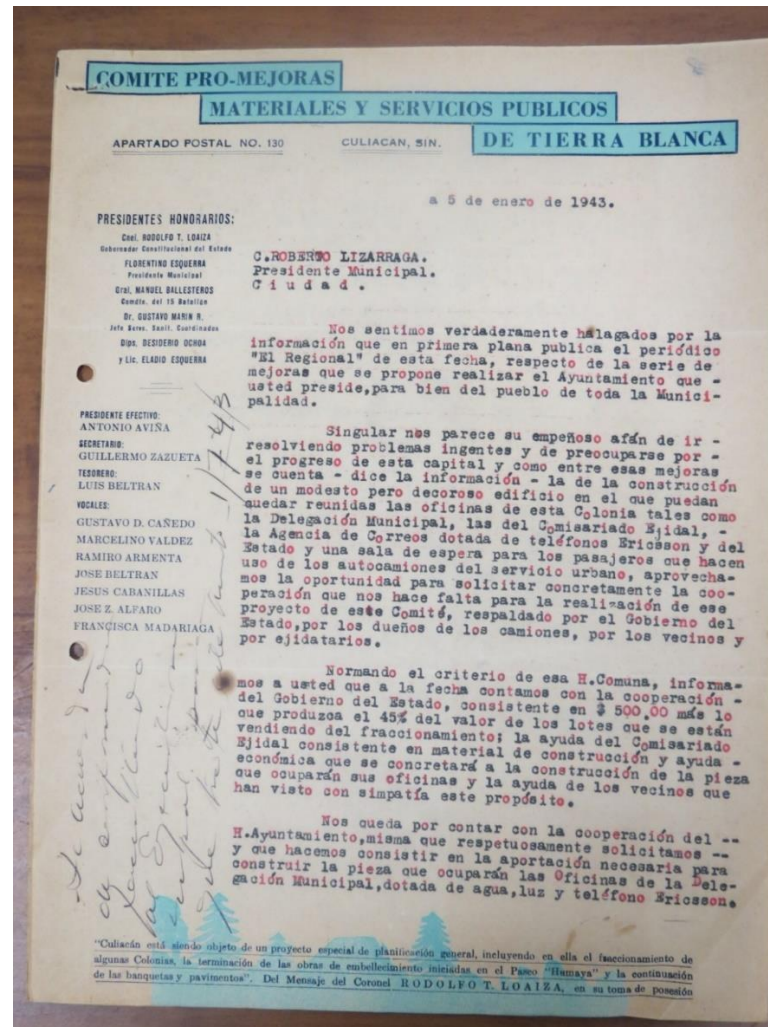 COMITE PRO-MEJORAS
MATERIALES Y SERVICIOS PUBLICOS
DE TIERRA BLANCA
APARTADO POSTAL NO. 130
CULIACAN, SIN.
a 5 de enero de 1943.
PRESIDENTES HONORARIOS:
Cnel. RODOLFO T. LOAIZA
Gobernador Constitucional del Estado
FLORENTINO ESQUERRA
Presidente Municipal
Gral. MANUEL BALLESTEROS
Comdte. del 15 Batallón
Dr. GUSTAVO MARIN R.
Jefe Servs. Sanit. Coordinados
Dips. DESIDERIO OCHOA
y Lic. ELADIO ESQUERRA
PRESIDENTE EFECTIVO:
ANTONIO AVIÑA
SECRETARIO:
GUILLERMO ZAZUETA
TESORERO:
LUIS BELTRAN
VOCALES:
GUSTAVO D. CAÑEDO
MARCELINO VALDEZ
RAMIRO ARMENTA
JOSE BELTRAN
JESUS CABANILLAS
JOSE Z. ALFARO
FRANCISCA MADARIAGA
C.ROBERTO LIZARRAGA.
Presidente Municipal.
C i u d a d .
Nos sentimos verdaderamente halagados por la
información que en primera plana publica el periódico
"El Regional" de esta fecha, respecto de la serie de
mejoras que se propone realizar el Ayuntamiento que -
usted preside,para bien del pueblo de toda la Munici-
palidad.
Singular nos parece su empeñoso afán de ir -
resolviendo problemas ingentes y de preocuparse por -
el progreso de esta capital y como entre esas mejoras
se cuenta - dice la información - la de la construcción
de un modesto pero decoroso edificio en el que puedan
quedar reunidas las oficinas de esta Colonia tales como
la Delegación Municipal, las del Comisariado Ejidal, -
la Agencia de Correos dotada de teléfonos Ericsson y del
Estado y una sala de espera para los pasajeros que hacen
uso de los autocamiones del servicio urbano, aprovecha-
mos la oportunidad para solicitar concretamente la coo-
peración que nos hace falta para la realización de ese
proyecto de este Comité, respaldado por el Gobierno del
Estado,por los dueños de los camiones, por los vecinos y
por ejidatarios.
Normando el criterio de esa H.Comuna, informa-
mos a usted que a la fecha contamos con la cooperación -
del Gobierno del Estado, consistente en $ 500.00 más lo
que produzca el 45% del valor de los lotes que se están
vendiendo del fraccionamiento; la ayuda del Comisariado
Ejidal consistente en material de construcción y ayuda -
económica que se concretará a la construcción de la pieza
que ocuparán sus oficinas y la ayuda de los vecinos que
han visto con simpatía este propósito.
Nos queda por contar con la cooperación del --
H.Ayuntamiento,misma que respetuosamente solicitamos --
y que hacemos consistir en la aportación necesaria para
construir la pieza que ocuparán las Oficinas de la Dele-
gación Municipal,dotada de agua,luz y teléfono Ericsson.
"Culiacán está siendo objeto de un proyecto especial de planificación general, incluyendo en ella el fraccionamiento de
algunas Colonias, la terminación de las obras de embellecimiento iniciadas en el Paseo "Humaya" y la continuación
de las banquetas y pavimentos". Del Mensaje del Coronel RODOLFO T. LOAIZA, en su toma de posesión